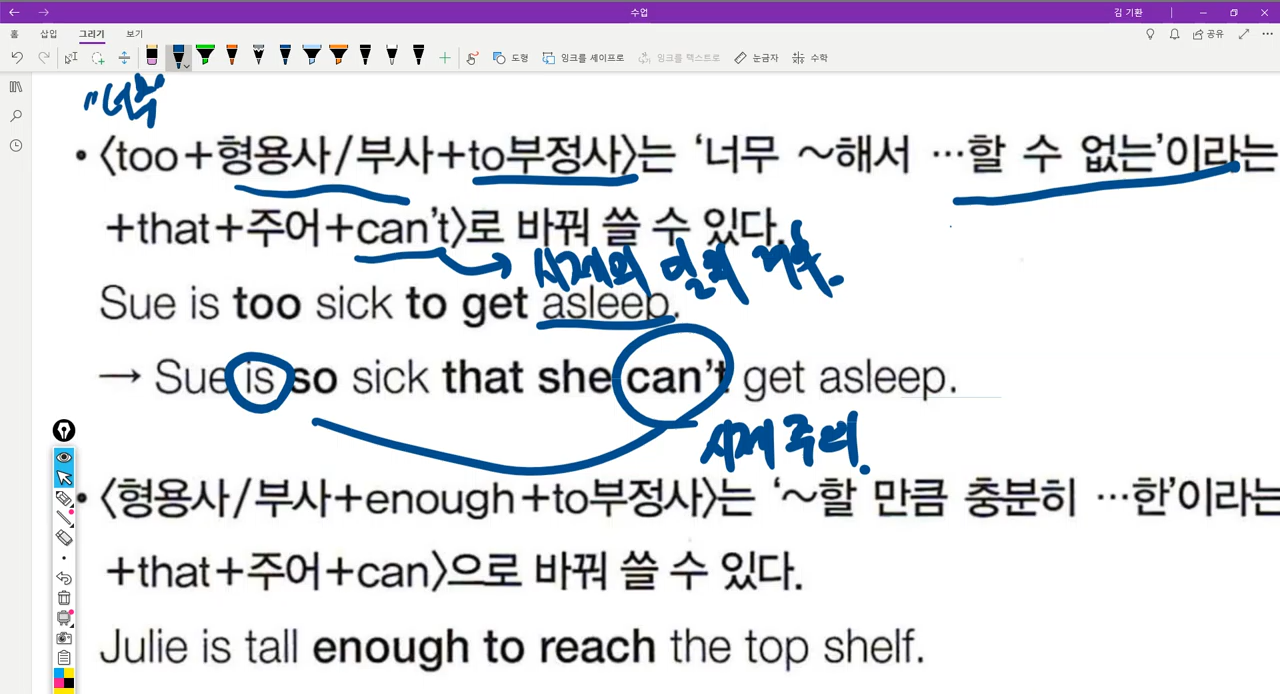 수업
김 기환
홈 삽입 그리기 보기
공유
도형 잉크를 셰이프로 잉크를 텍스트로 눈금자 수학
"너무
• 〈too+형용사/부사+to부정사〉는 ‘너무 ～해서 …할 수 없는’이라는
+that+주어+can’t〉로 바꿔 쓸 수 있다.
시제의 일치
Sue is too sick to get asleep.
→ Sue is so sick that she can’t get asleep.
시제 주의.
• 〈형용사/부사+enough+to부정사〉는 ‘～할 만큼 충분히 …한’이라는
+that+주어+can〉으로 바꿔 쓸 수 있다.
Julie is tall enough to reach the top shelf.